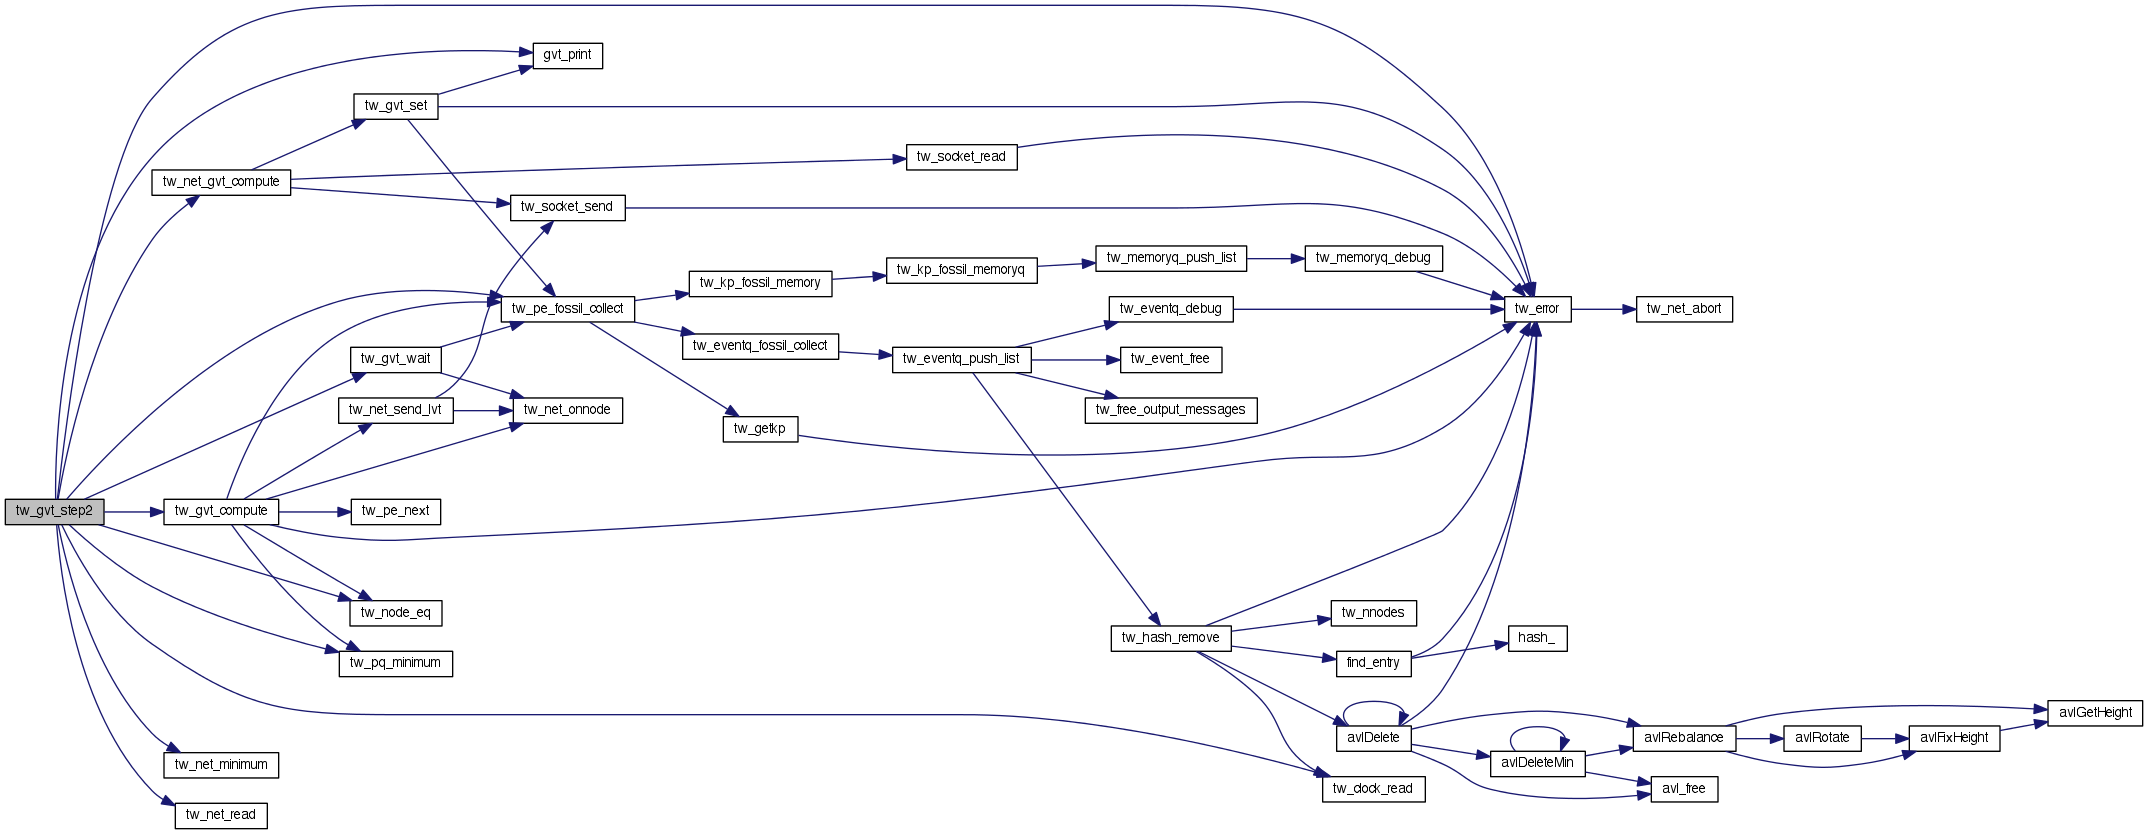 gvt_print
tw_gvt_set
tw_socket_read
tw_net_gvt_compute
tw_socket_send
tw_memoryq_push_list
tw_memoryq_debug
tw_kp_fossil_memoryq
tw_kp_fossil_memory
tw_pe_fossil_collect
tw_eventq_debug
tw_error
tw_net_abort
tw_eventq_fossil_collect
tw_gvt_wait
tw_eventq_push_list
tw_event_free
tw_net_send_lvt
tw_net_onnode
tw_free_output_messages
tw_getkp
tw_gvt_step2
tw_gvt_compute
tw_pe_next
tw_node_eq
tw_nnodes
tw_hash_remove
hash_
tw_pq_minimum
find_entry
avlGetHeight
avlDelete
avlRebalance
avlRotate
avlFixHeight
tw_net_minimum
avlDeleteMin
tw_clock_read
avl_free
tw_net_read